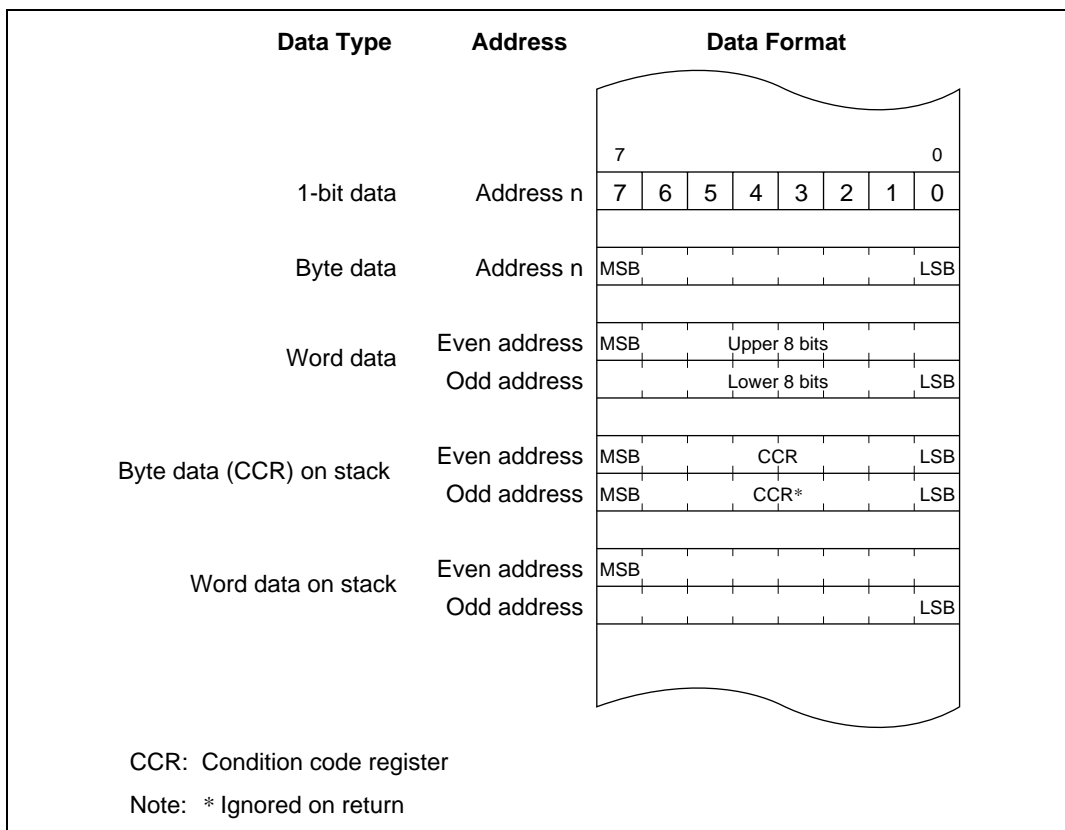 Data Type Address Data Format
7 0
1-bit data Address n 7 6 5 4 3 2 1 0
Byte data Address n MSB LSB
Word data
Even address MSB Upper 8 bits
Odd address Lower 8 bits LSB
Byte data (CCR) on stack
Even address MSB CCR LSB
Odd address MSB CCR* LSB
Word data on stack
Even address MSB
Odd address LSB
CCR: Condition code register
Note: * Ignored on return